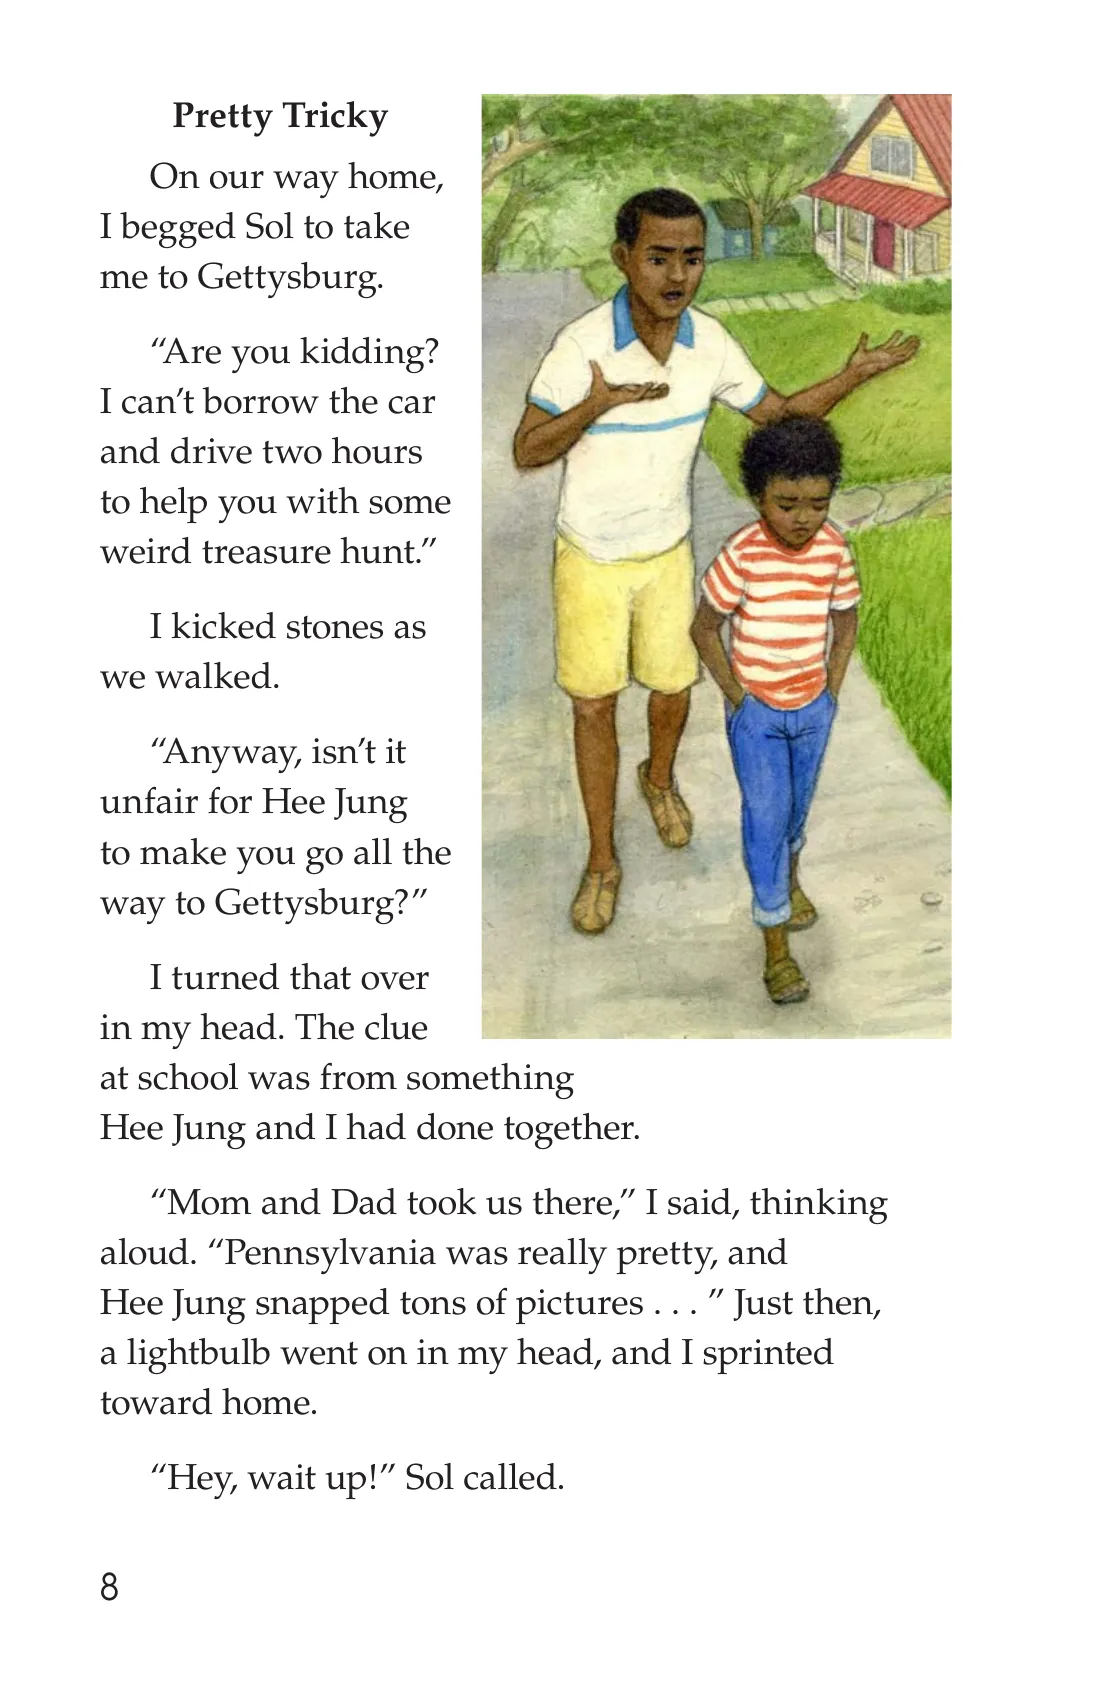 Pretty Tricky
On our way home,
I begged Sol to take
me to Gettysburg.
“Are you kidding?
I can’t borrow the car
and drive two hours
to help you with some
weird treasure hunt.”
I kicked stones as
we walked.
“Anyway, isn’t it
unfair for Hee Jung
to make you go all the
way to Gettysburg?”
I turned that over
in my head. The clue
at school was from something
Hee Jung and I had done together.
“Mom and Dad took us there,” I said, thinking
aloud. “Pennsylvania was really pretty, and
Hee Jung snapped tons of pictures . . . ” Just then,
a lightbulb went on in my head, and I sprinted
toward home.
“Hey, wait up!” Sol called.
8